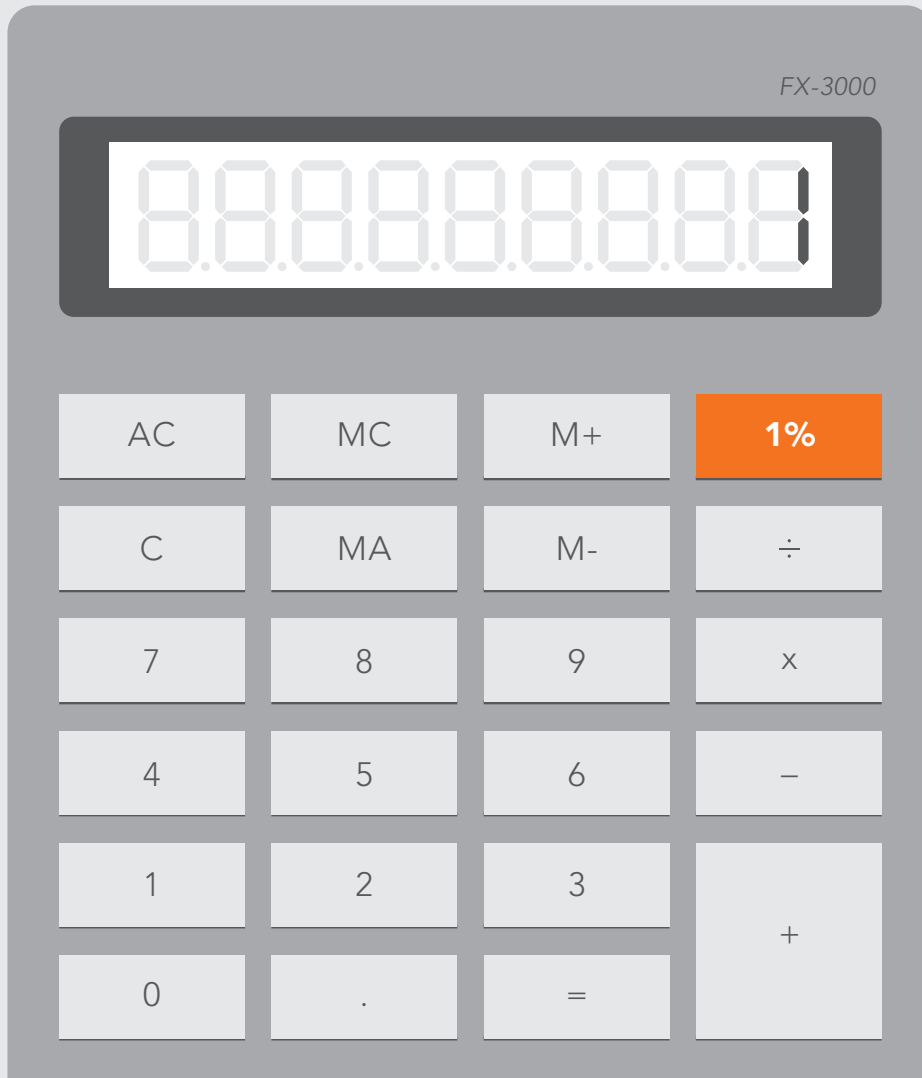 FX-3000
1
AC MC M+ 1%
C MA M- ÷
7 8 9 x
4 5 6 –
1 2 3
+
0 . =